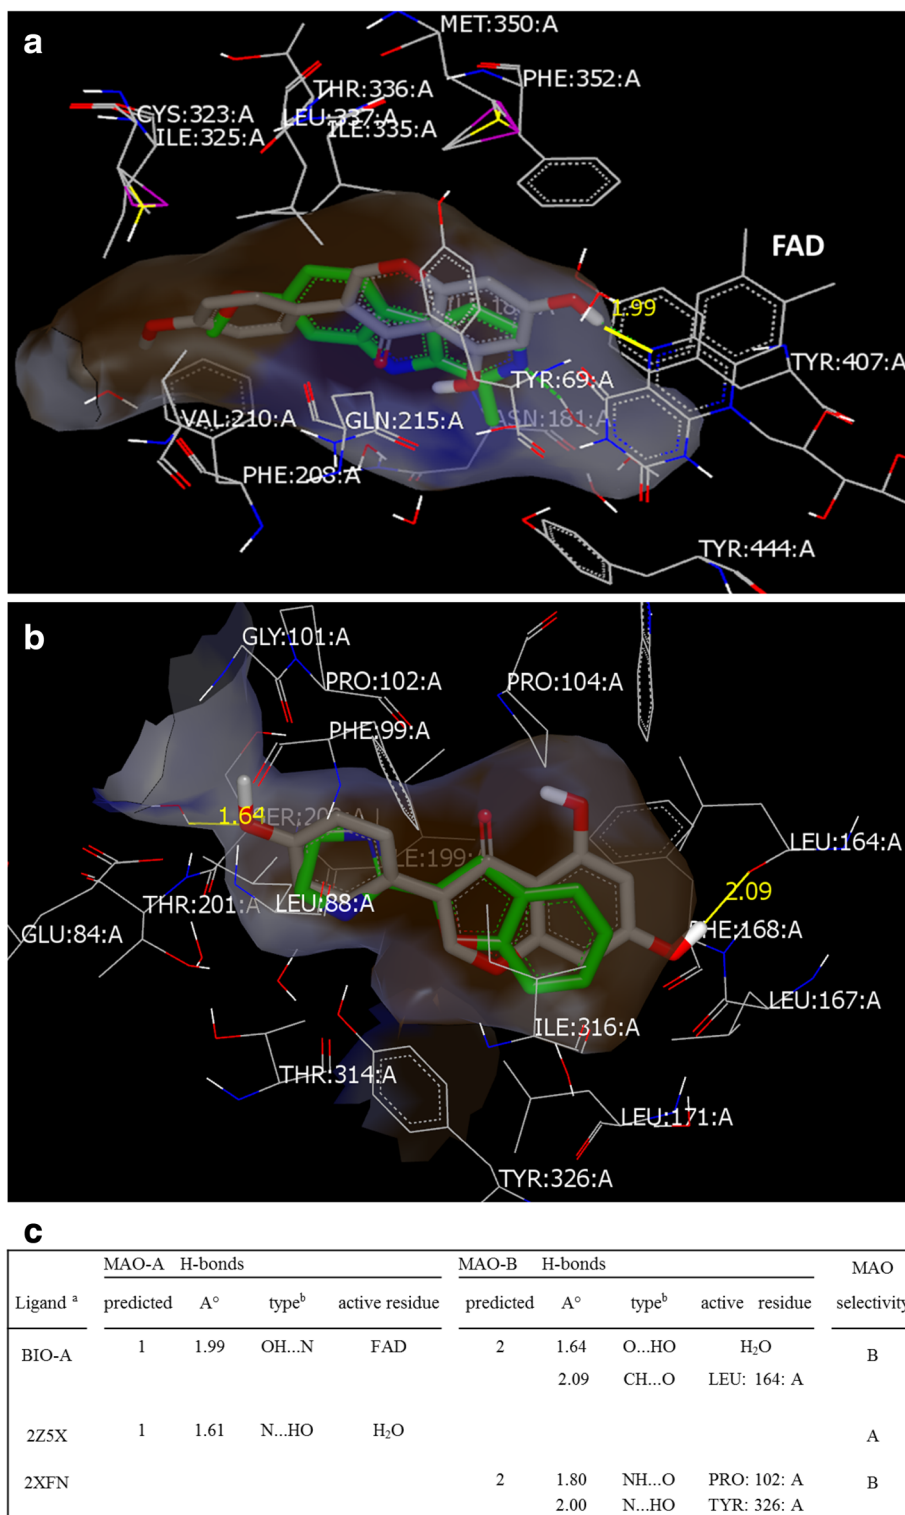 a
MET:350:A
PHE:352:A
THR:336:A
CYS:323:A
LEU:337:A
ILE:335:A
ILE:325:A
FAD
1.99
TYR:407:A
TYR:69:A
VAL:210:A
GLN:215:A
ASN:181:A
PHE:208:A
TYR:444:A
b
GLY:101:A
PRO:102:A
PRO:104:A
PHE:99:A
1.64
LEU:164:A
2.09
THR:201:A
LEU:88:A
GLU:84:A
PHE:168:A
LEU:167:A
ILE:316:A
THR:314:A
LEU:171:A
TYR:326:A
c
MAO-A H-bonds MAO-B H-bonds MAO
Ligand a predicted A° typeb active residue predicted A° typeb active residue selectivity
BIO-A 1 1.99 OH...N FAD 2 1.64 O...HO H2O B
2.09 CH...O LEU: 164: A
2Z5X 1 1.61 N...HO H2O A
2XFN 2 1.80 NH...O PRO: 102: A B
2.00 N...HO TYR: 326: A